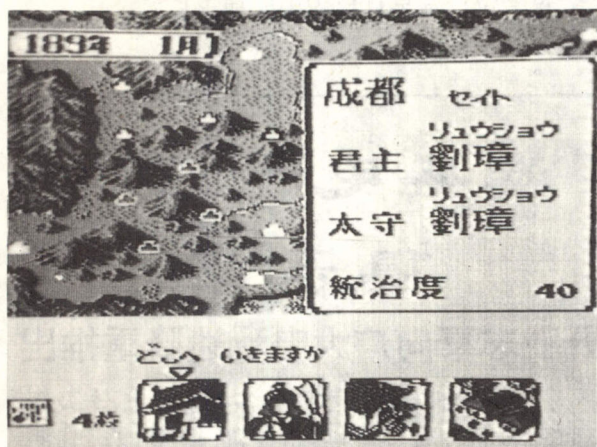 189年 1月
成都 セイト
リュウショウ
君主 劉璋
リュウショウ
太守 劉璋
統治度 40
どこへ いきますか